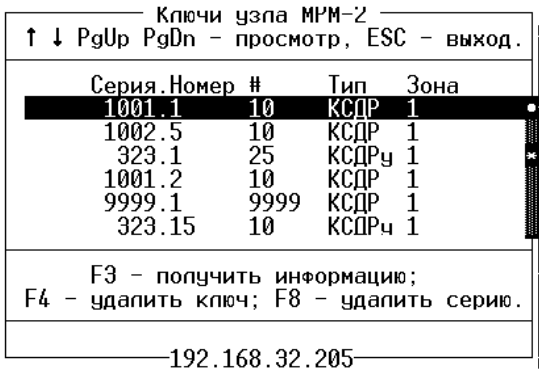 Ключи узла МРМ-2
↑ ↓ PgUp PgDn - просмотр, ESC - выход.
Серия.Номер # Тип Зона
1001.1 10 КСДР 1
1002.5 10 КСДР 1
323.1 25 КСДРу 1
1001.2 10 КСДР 1
9999.1 9999 КСДР 1
323.15 10 КСДРу 1
F3 - получить информацию;
F4 - удалить ключ; F8 - удалить серию.
192.168.32.205